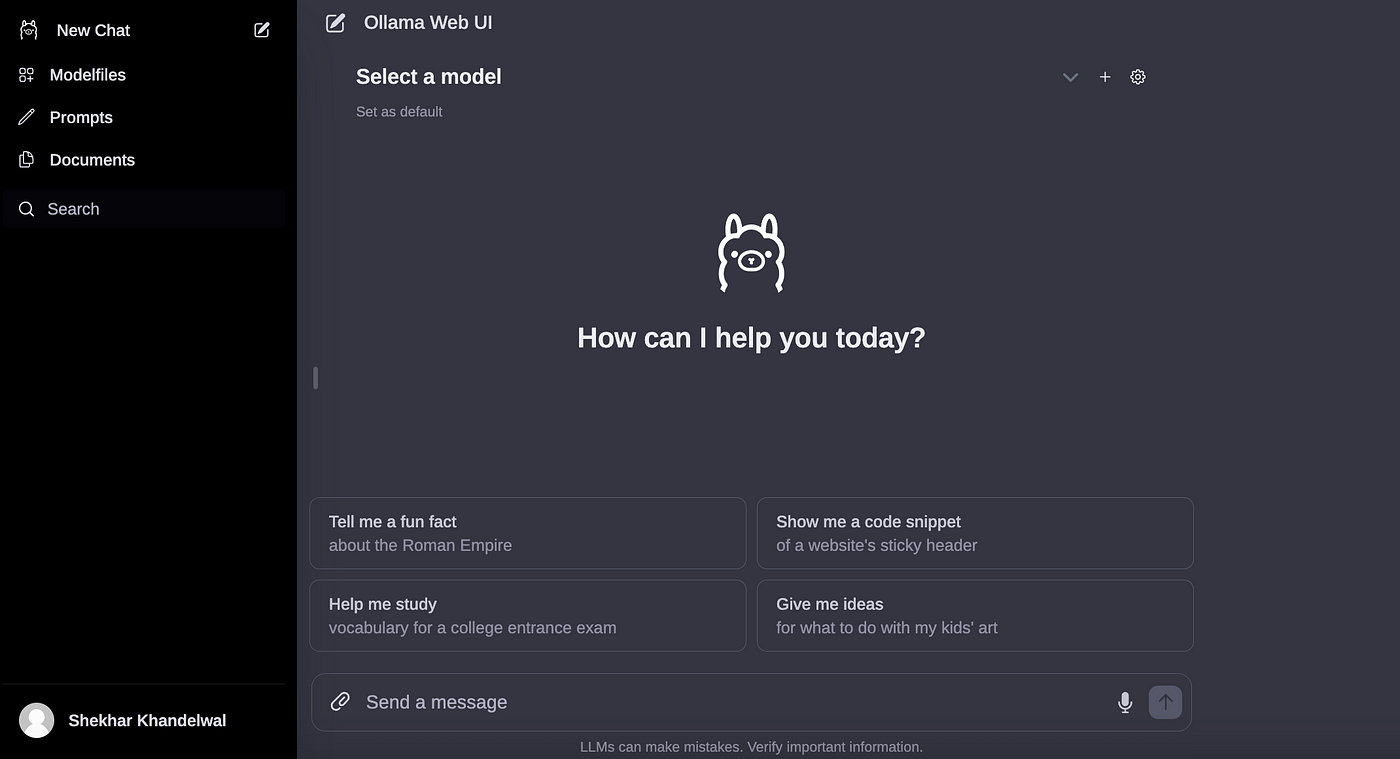 New Chat
Modelfiles
Prompts
Documents
Search
Shekhar Khandelwal
Ollama Web UI
Select a model
Set as default
How can I help you today?
Tell me a fun fact
about the Roman Empire
Show me a code snippet
of a website's sticky header
Help me study
vocabulary for a college entrance exam
Give me ideas
for what to do with my kids' art
Send a message
LLMs can make mistakes. Verify important information.